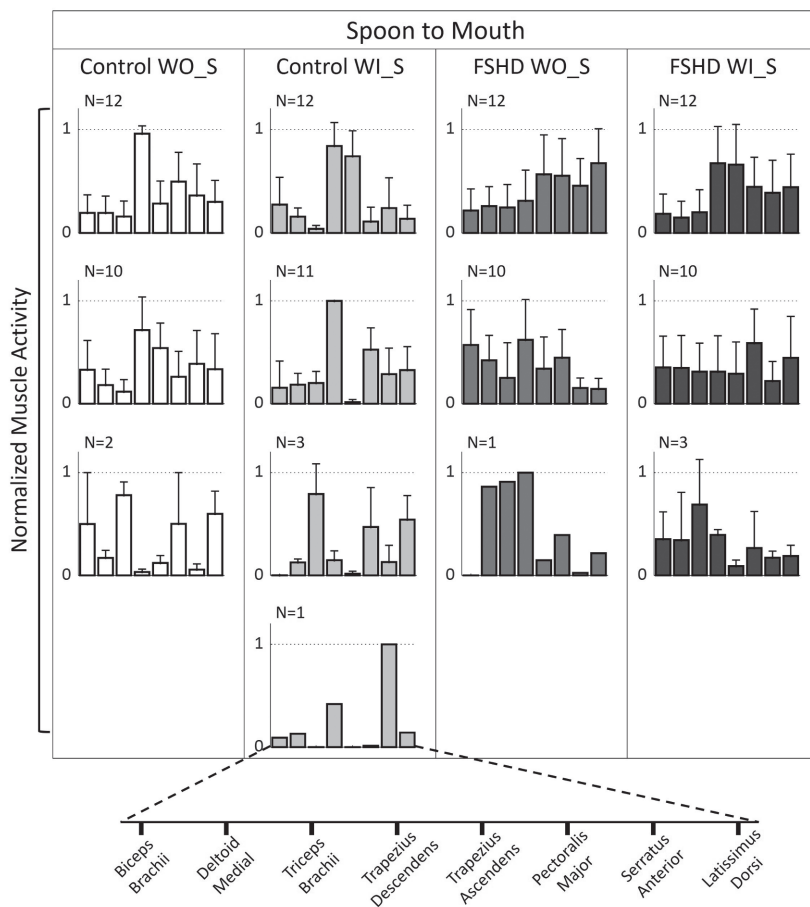 Spoon to Mouth
Control WO_S Control WI_S FSHD WO_S FSHD WI_S
Normalized Muscle Activity
N=12 N=12 N=12 N=12
1 1 1 1
0 0 0 0
N=10 N=11 N=10 N=10
1 1 1 1
0 0 0 0
N=2 N=3 N=1 N=3
1 1 1 1
0 0 0 0
N=1
1
0
Biceps
Brachii
Deltoid
Medial
Triceps
Brachii
Trapezius
Descendens
Trapezius
Ascendens
Pectoralis
Major
Serratus
Anterior
Latissimus
Dorsi